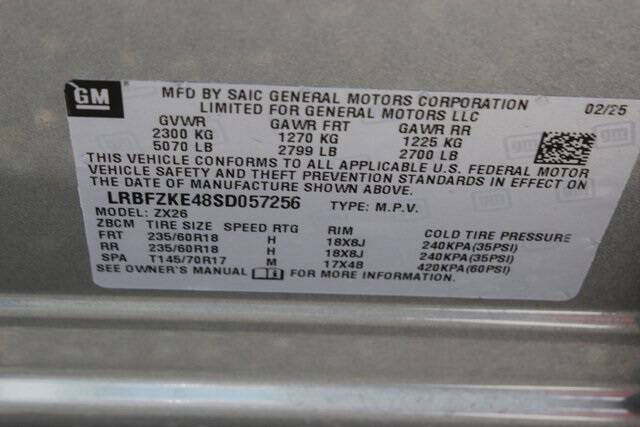 GM
MFD BY SAIC GENERAL MOTORS CORPORATION
LIMITED FOR GENERAL MOTORS LLC
02/25
GVWR GAWR FRT GAWR RR
2300 KG 1270 KG 1225 KG
5070 LB 2799 LB 2700 LB
THIS VEHICLE CONFORMS TO ALL APPLICABLE U.S. FEDERAL MOTOR
VEHICLE SAFETY AND THEFT PREVENTION STANDARDS IN EFFECT ON
THE DATE OF MANUFACTURE SHOWN ABOVE.
LRBFZKE48SD057256 TYPE: M.P.V.
MODEL: ZX26
ZBCM TIRE SIZE SPEED RTG RIM COLD TIRE PRESSURE
FRT 235/60R18 H 18X8J 240KPA(35PSI)
RR 235/60R18 H 18X8J 240KPA(35PSI)
SPA T145/70R17 M 17X4B 420KPA(60PSI)
SEE OWNER'S MANUAL FOR MORE INFORMATION.